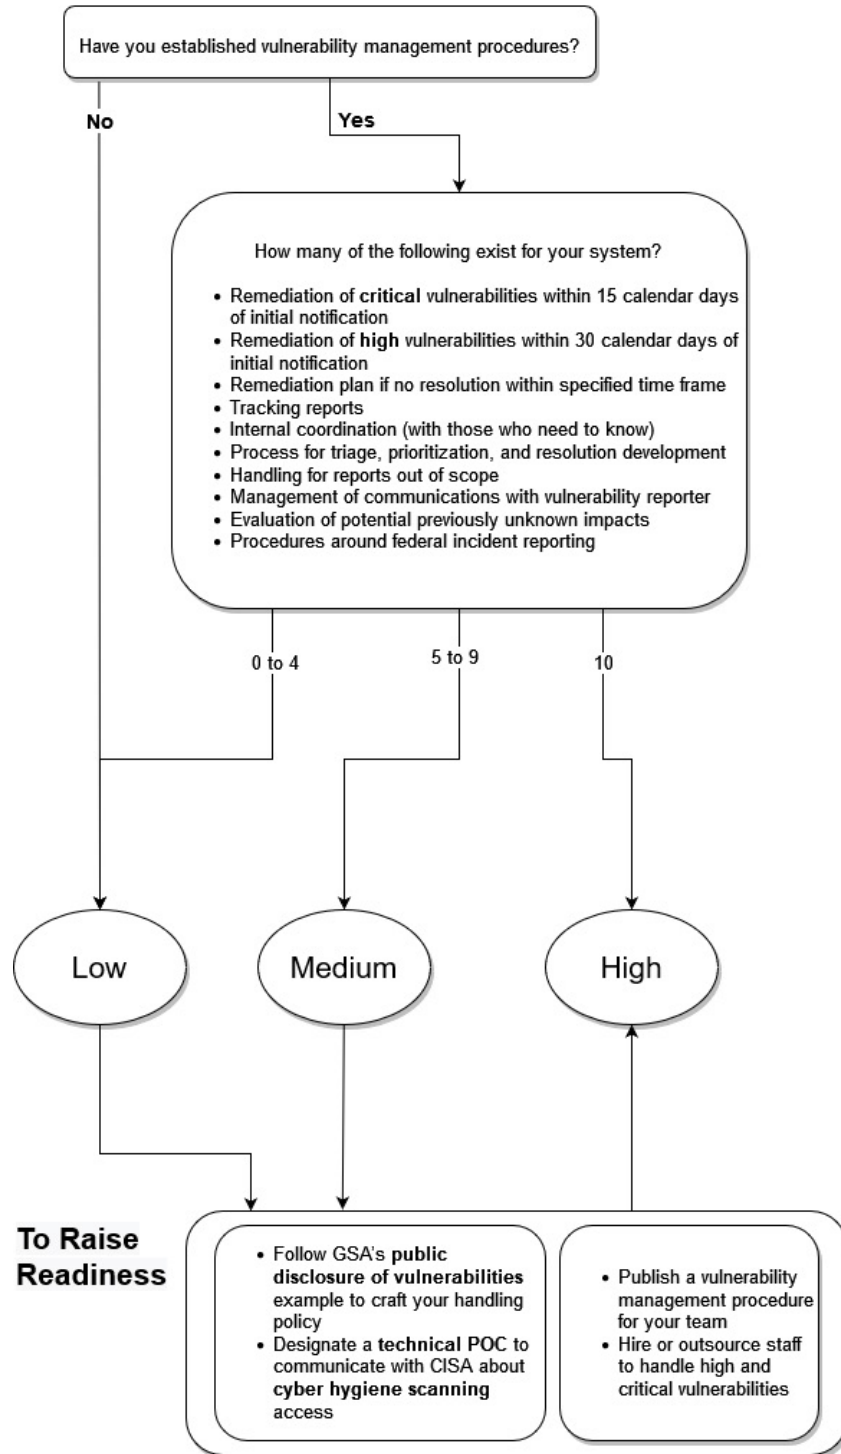 Have you established vulnerability management procedures?
No
Yes
How many of the following exist for your system?
• Remediation of critical vulnerabilities within 15 calendar days
of initial notification
• Remediation of high vulnerabilities within 30 calendar days of
initial notification
• Remediation plan if no resolution within specified time frame
• Tracking reports
• Internal coordination (with those who need to know)
• Process for triage, prioritization, and resolution development
• Handling for reports out of scope
• Management of communications with vulnerability reporter
• Evaluation of potential previously unknown impacts
• Procedures around federal incident reporting
0 to 4
5 to 9
10
Low
Medium
High
To Raise
Readiness
• Follow GSA's public
disclosure of vulnerabilities
example to craft your handling
policy
• Designate a technical POC to
communicate with CISA about
cyber hygiene scanning
access
• Publish a vulnerability
management procedure
for your team
• Hire or outsource staff
to handle high and
critical vulnerabilities